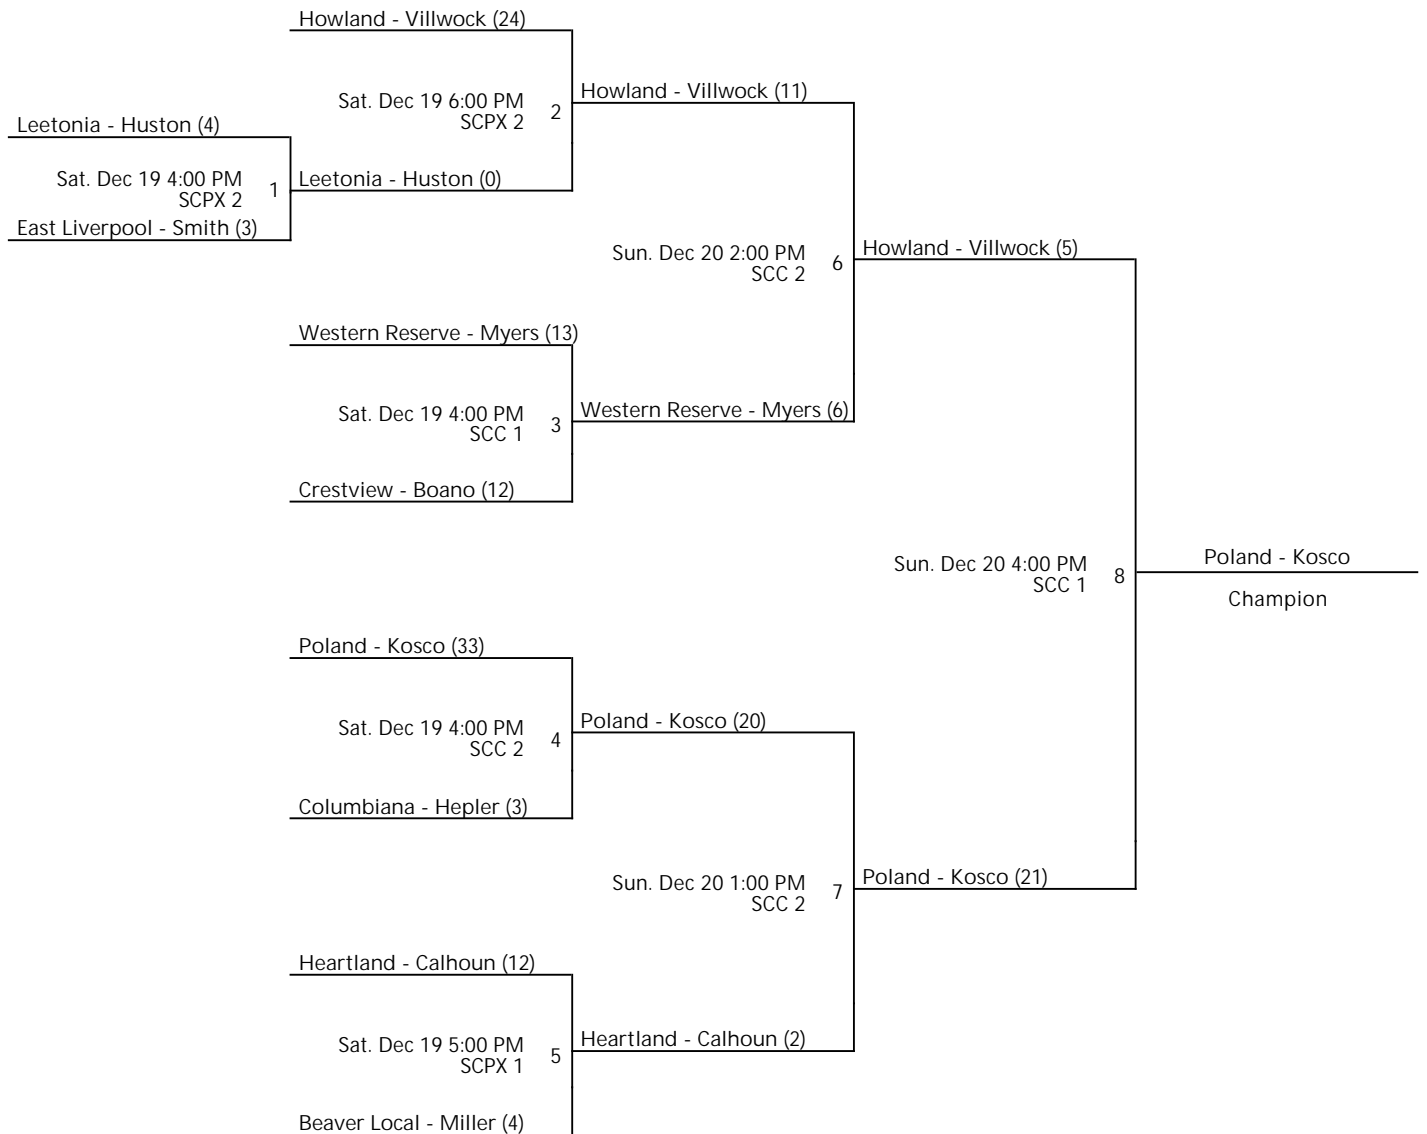 Howland - Villwock (24)
Sat. Dec 19 6:00 PM
SCPX 2
2
Howland - Villwock (11)
Leetonia - Huston (4)
Sat. Dec 19 4:00 PM
SCPX 2
1
Leetonia - Huston (0)
East Liverpool - Smith (3)
Sun. Dec 20 2:00 PM
SCC 2
6
Howland - Villwock (5)
Western Reserve - Myers (13)
Sat. Dec 19 4:00 PM
SCC 1
3
Western Reserve - Myers (6)
Crestview - Boano (12)
Sun. Dec 20 4:00 PM
SCC 1
8
Poland - Kosco
Champion
Poland - Kosco (33)
Sat. Dec 19 4:00 PM
SCC 2
4
Poland - Kosco (20)
Columbiana - Hepler (3)
Sun. Dec 20 1:00 PM
SCC 2
7
Poland - Kosco (21)
Heartland - Calhoun (12)
Sat. Dec 19 5:00 PM
SCPX 1
5
Heartland - Calhoun (2)
Beaver Local - Miller (4)